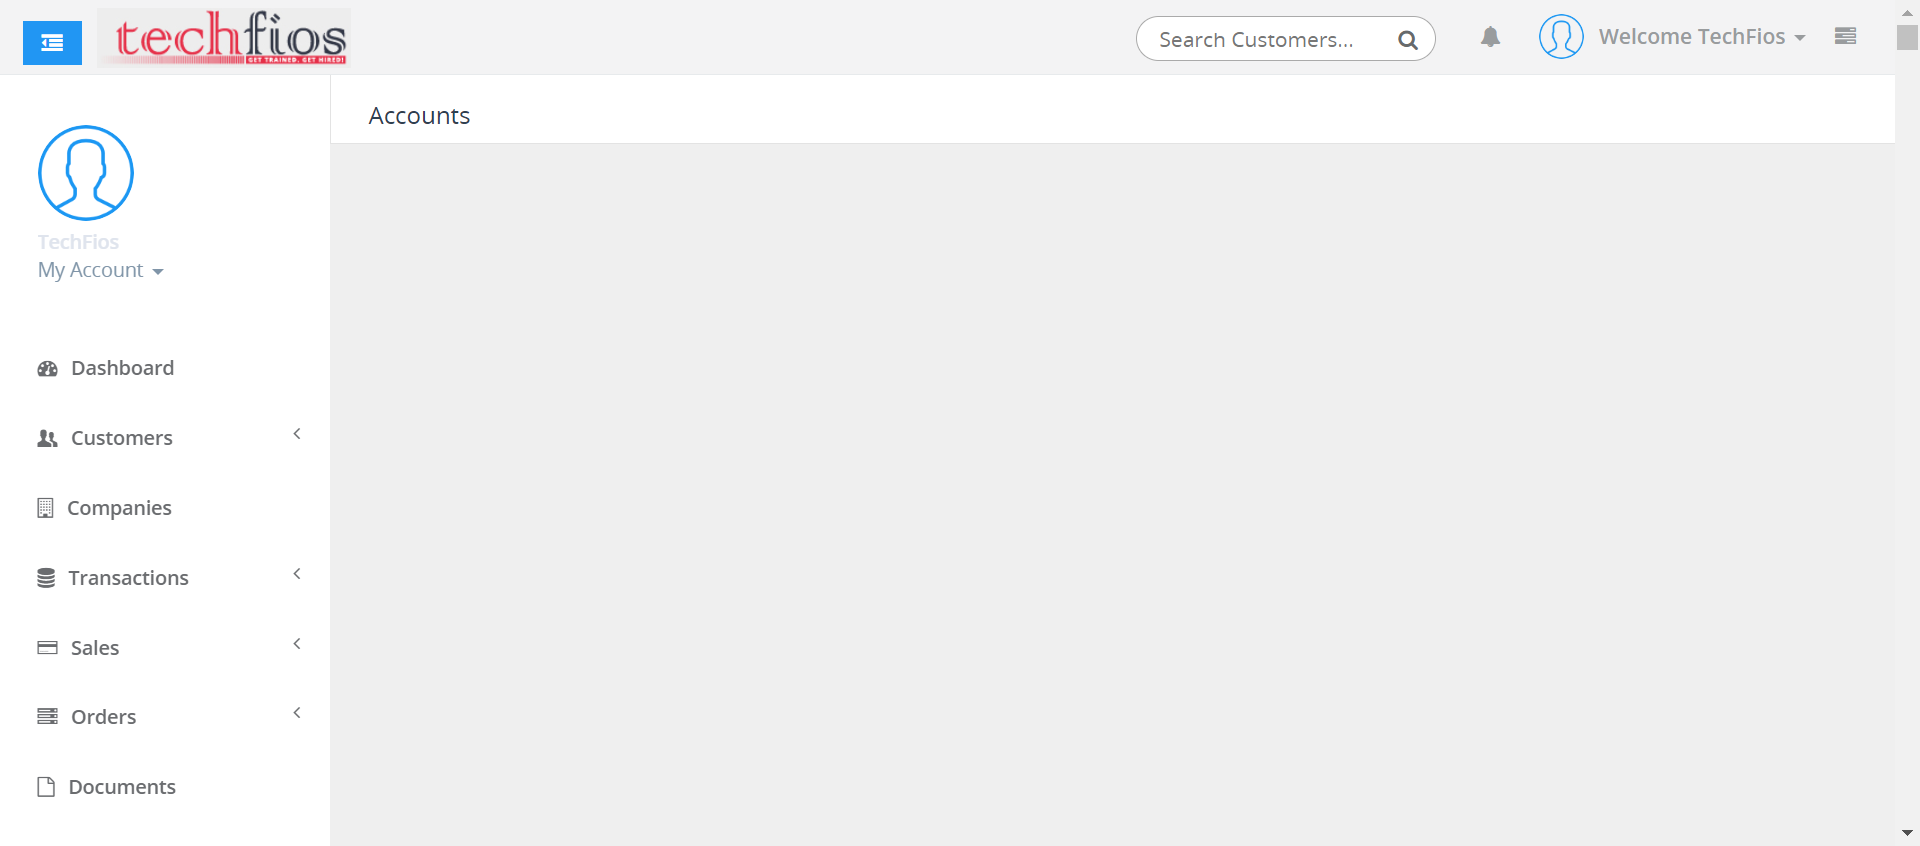 techfios
GET TRAINED. GET HIRED!
Search Customers...
Welcome TechFios
Accounts
TechFios
My Account
Dashboard
Customers
Companies
Transactions
Sales
Orders
Documents